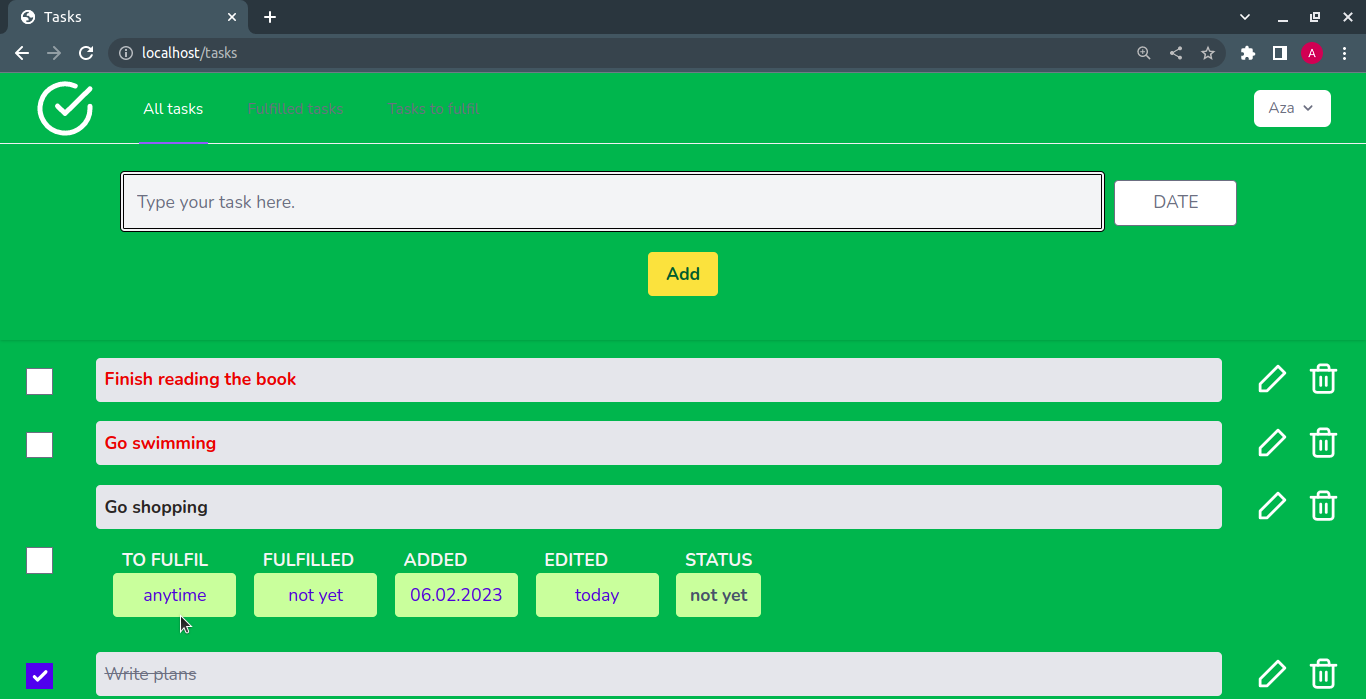 Tasks
localhost/tasks
A
All tasks Fulfilled tasks Tasks to fulfil
Aza
Type your task here.
DATE
Add
Finish reading the book
Go swimming
Go shopping
TO FULFIL FULFILLED ADDED EDITED STATUS
anytime not yet 06.02.2023 today not yet
Write plans